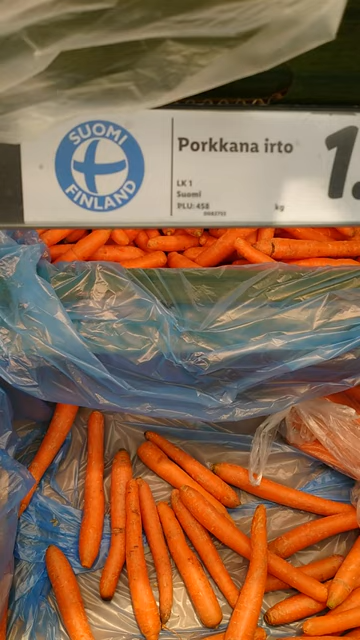 SUOMI
FINLAND
Porkkana irto
1.
LK 1
Suomi
PLU: 458
kg